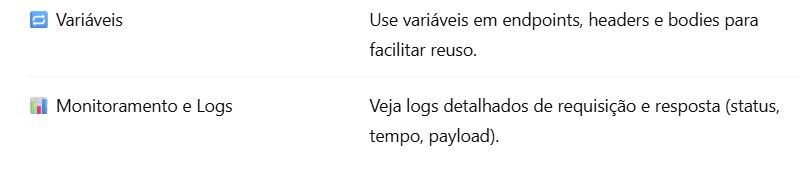 🔁 Variáveis
Use variáveis em endpoints, headers e bodies para
facilitar reuso.
📊 Monitoramento e Logs
Veja logs detalhados de requisição e resposta (status,
tempo, payload).